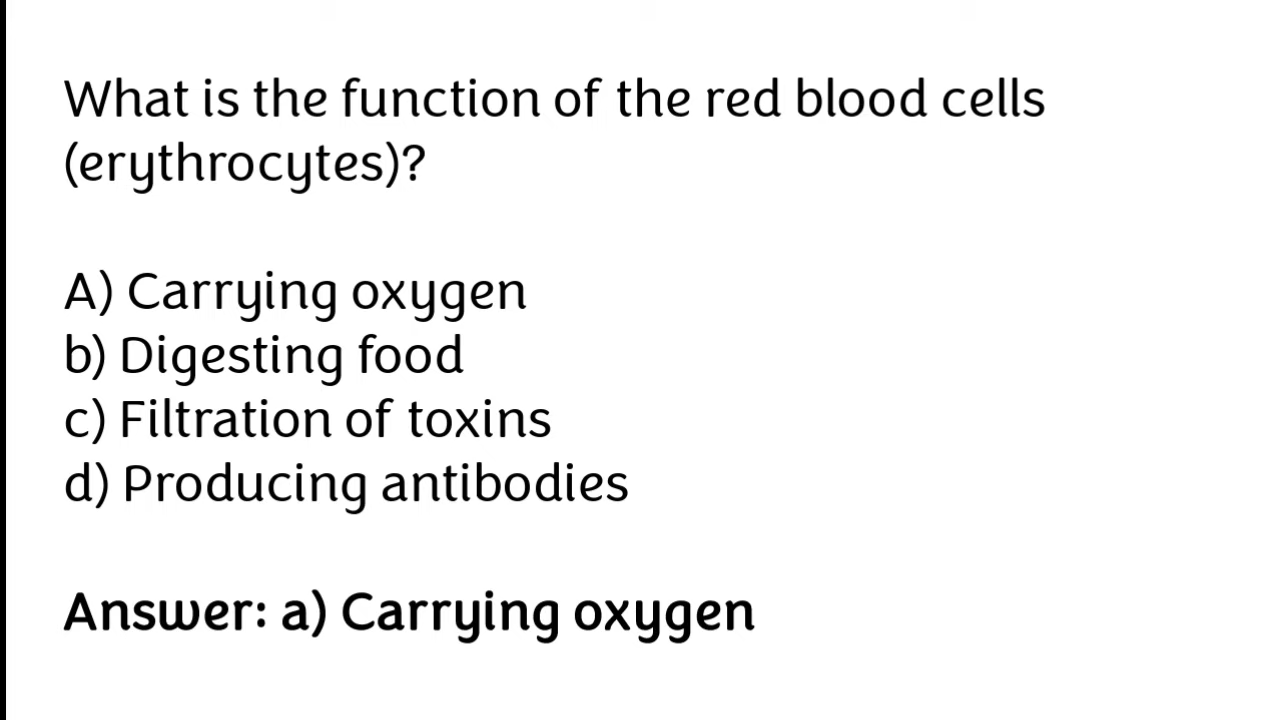 What is the function of the red blood cells
(erythrocytes)?
A) Carrying oxygen
b) Digesting food
c) Filtration of toxins
d) Producing antibodies
Answer: a) Carrying oxygen